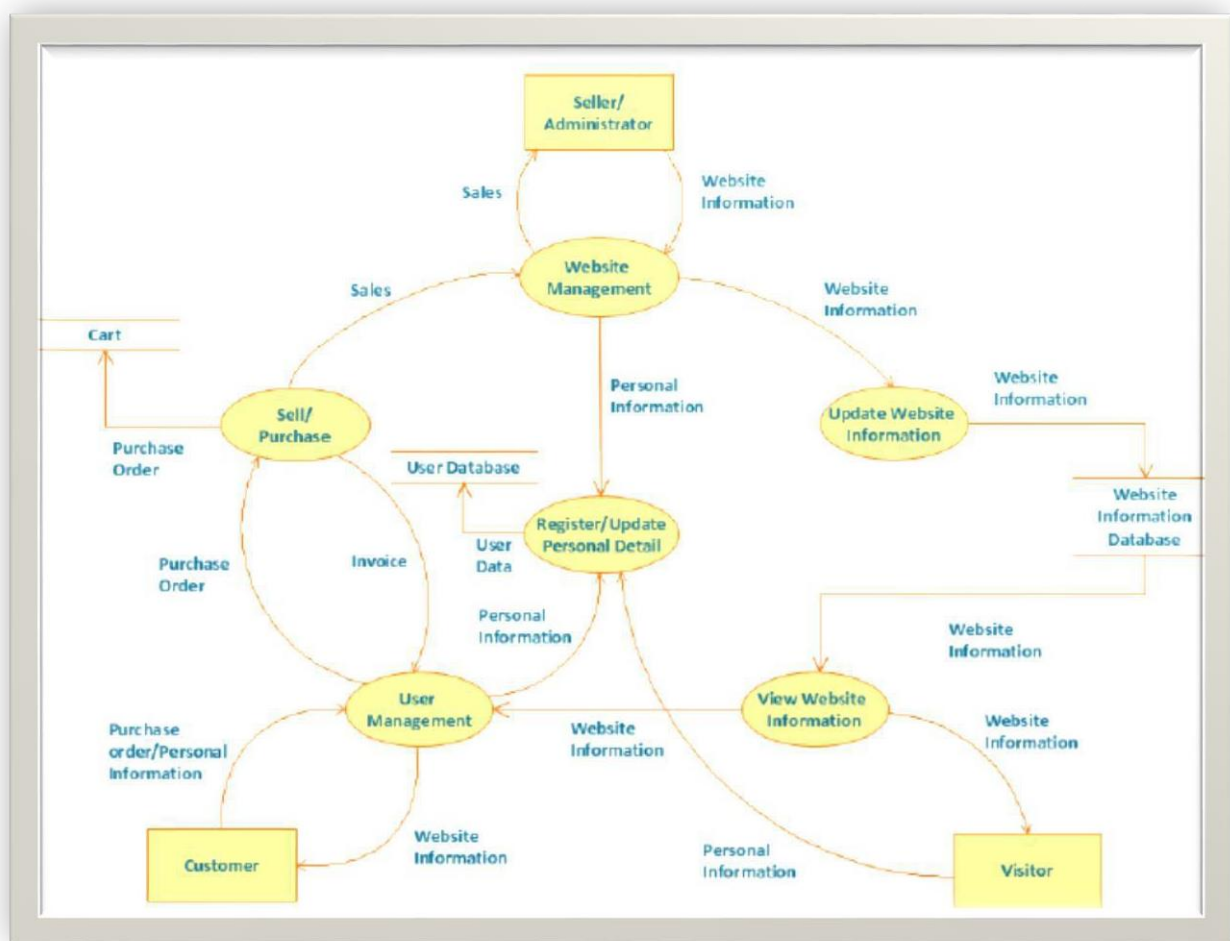 Seller/
Administrator
Sales
Website
Information
Website
Management
Sales
Website
Information
Cart
Personal
Information
Website
Information
Sell/
Purchase
Update Website
Information
Purchase
Order
User Database
Website
Information
Database
Register/Update
Personal Detail
User
Data
Purchase
Order
Invoice
Personal
Information
Website
Information
User
Management
View Website
Information
Purchase
order/Personal
Information
Website
Information
Website
Information
Customer
Website
Information
Personal
Information
Visitor